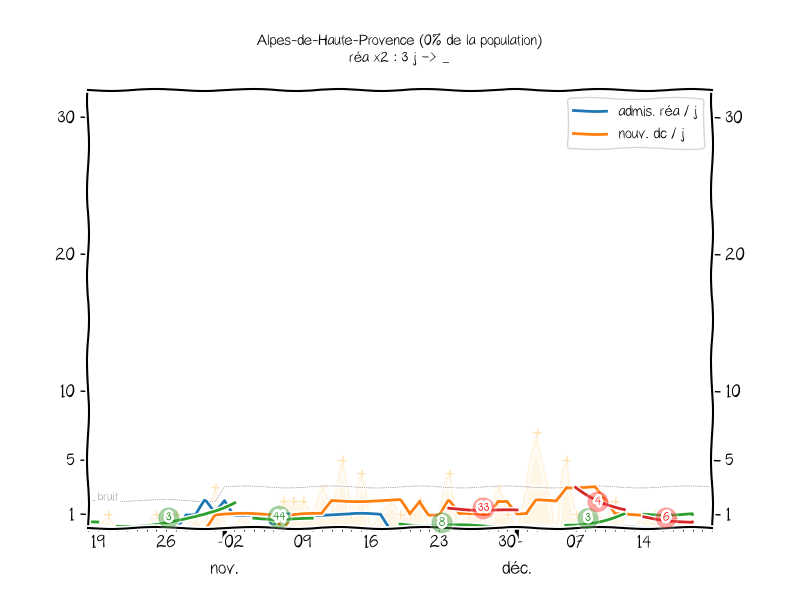 Alpes-de-Haute-Provence (0% de la population)
réa x2 : 3 j -> _
admis. réa / j
nouv. dc / j
30
30
20
20
10
10
5
5
bruit
1
1
3
44
8
33
3
4
6
19 26 02 09 16 23 30 07 14
nov. déc.